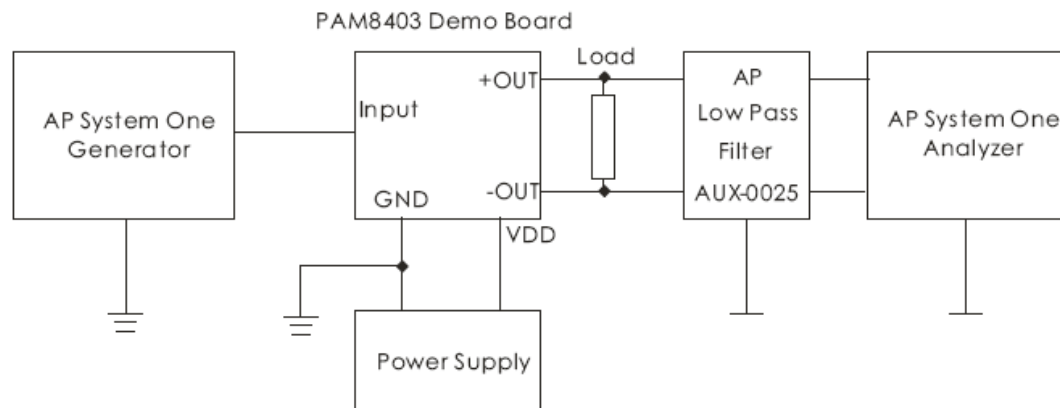 PAM8403 Demo Board
AP System One
Generator
Input
GND
+OUT
-OUT
VDD
Load
AP
Low Pass
Filter
AUX-0025
AP System One
Analyzer
Power Supply